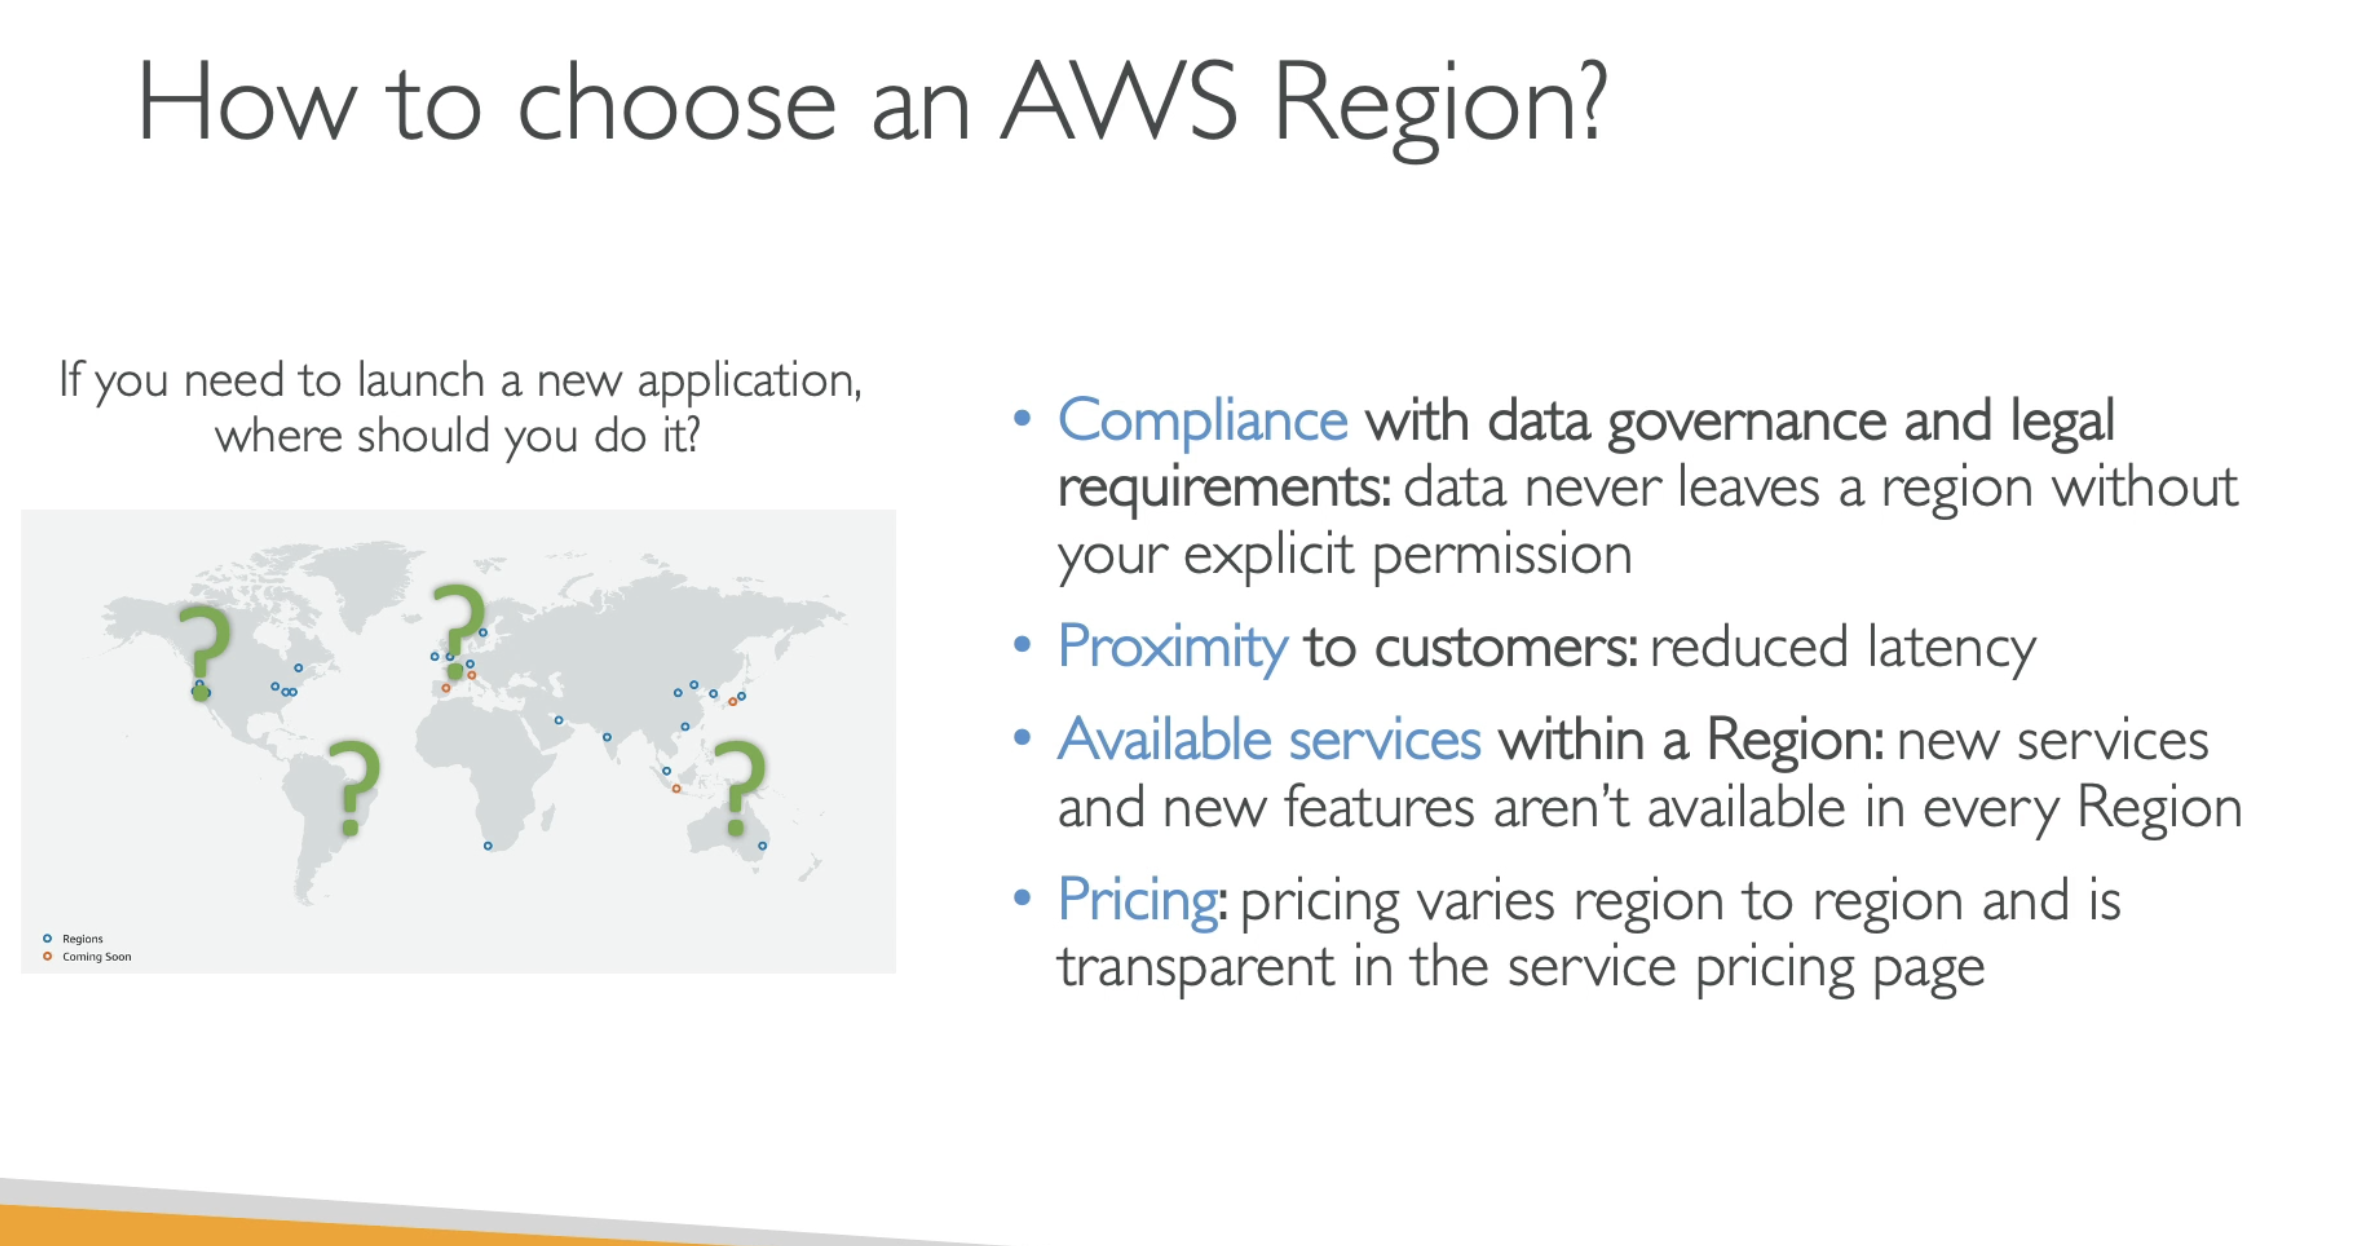 How to choose an AWS Region?
If you need to launch a new application,
where should you do it?
? ? ? ?
Regions
Coming Soon
• Compliance with data governance and legal
requirements: data never leaves a region without
your explicit permission
• Proximity to customers: reduced latency
• Available services within a Region: new services
and new features aren't available in every Region
• Pricing: pricing varies region to region and is
transparent in the service pricing page